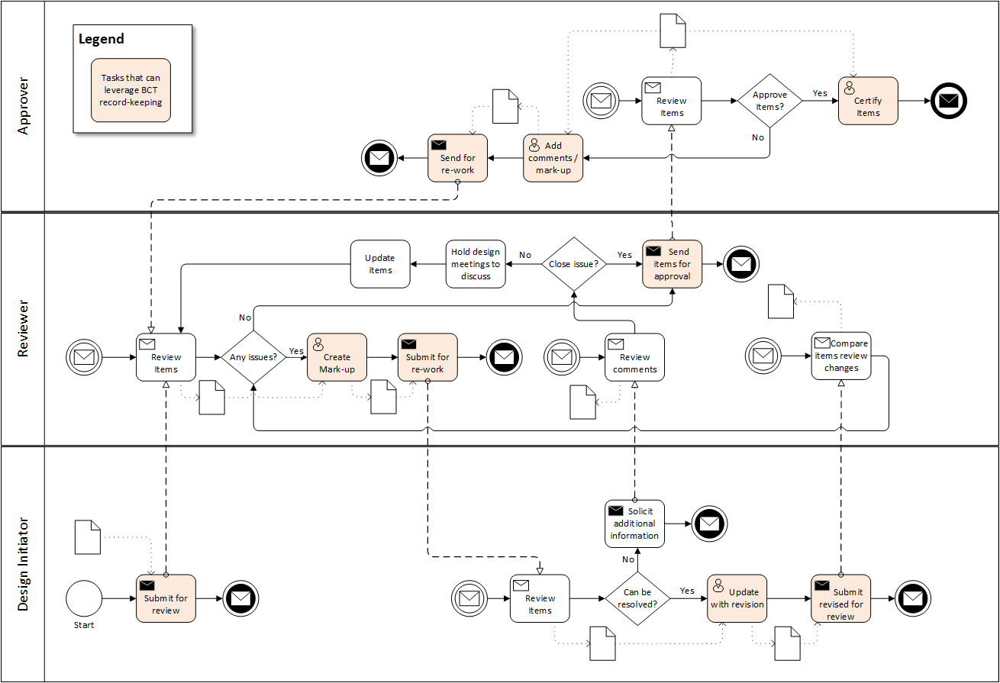 Approver
Legend
Tasks that can
leverage BCT
record-keeping
Review
Items
Approve
Items?
Yes
Certify
Items
No
Add
comments /
mark-up
Send for
re-work
Reviewer
Update
items
Hold design
meetings to
discuss
No
Close issue?
Yes
Send
items for
approval
No
Review
Items
Any issues?
Yes
Create
Mark-up
Submit for
re-work
Review
comments
Compare
items review
changes
Design Initiator
Start
Submit for
review
Solicit
additional
information
No
Review
Items
Can be
resolved?
Yes
Update
with revision
Submit
revised for
review